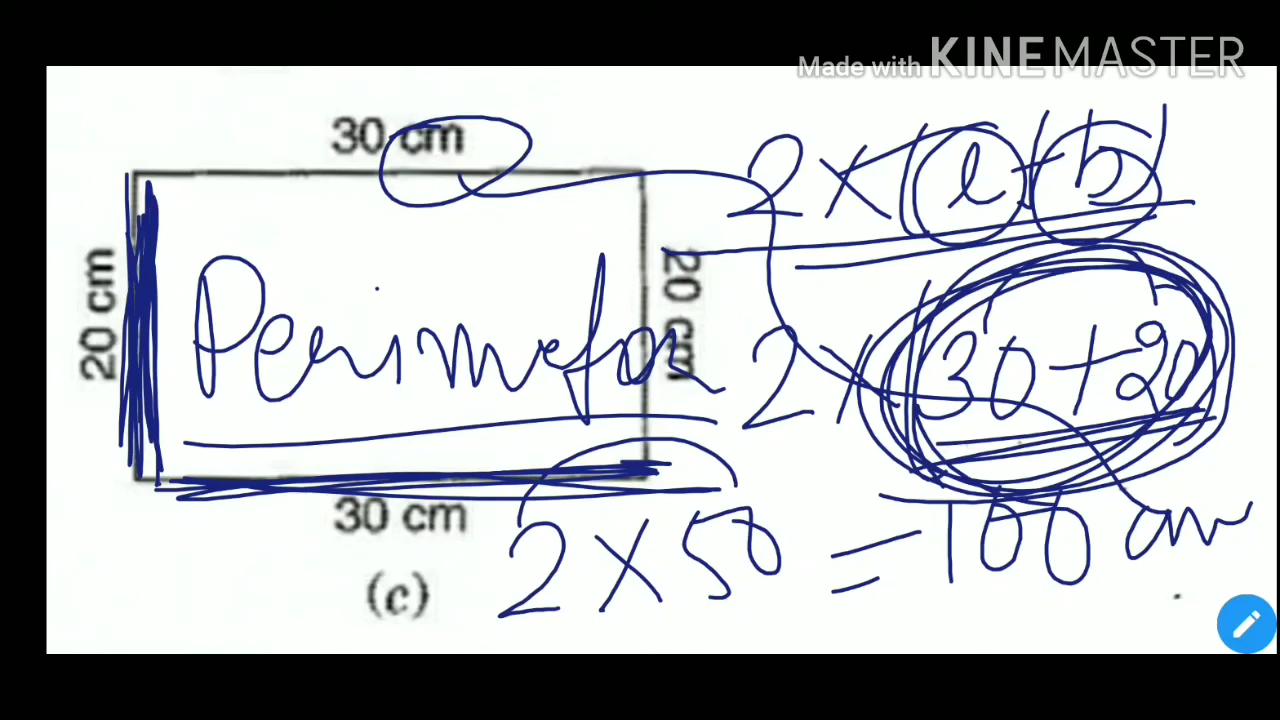 Made with KINEMASTER
30 cm
2 × (l + b)
20 cm
20 cm
Perimeter
2 × (30 + 20)
30 cm
2 × 50 = 100 cm
(c)